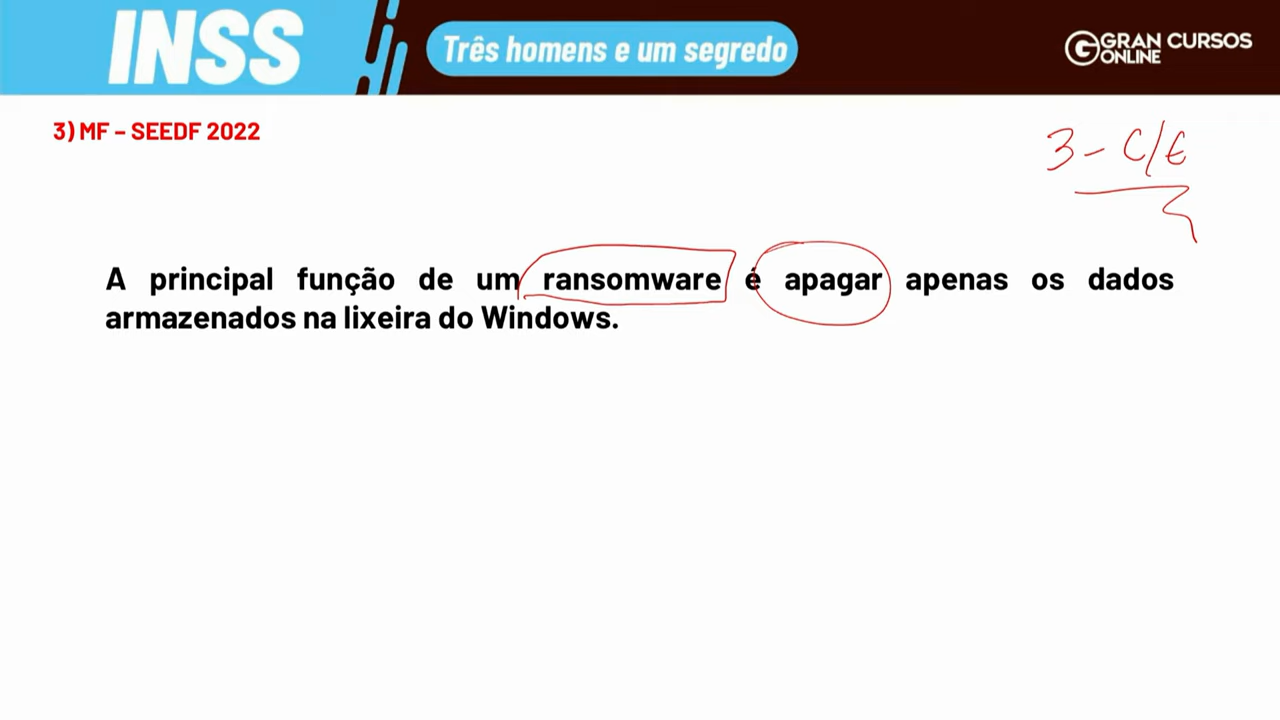 INSS
Três homens e um segredo
GRAN CURSOS
ONLINE
3) MF – SEEDF 2022
3 - C/E
A principal função de um ransomware é apagar apenas os dados
armazenados na lixeira do Windows.